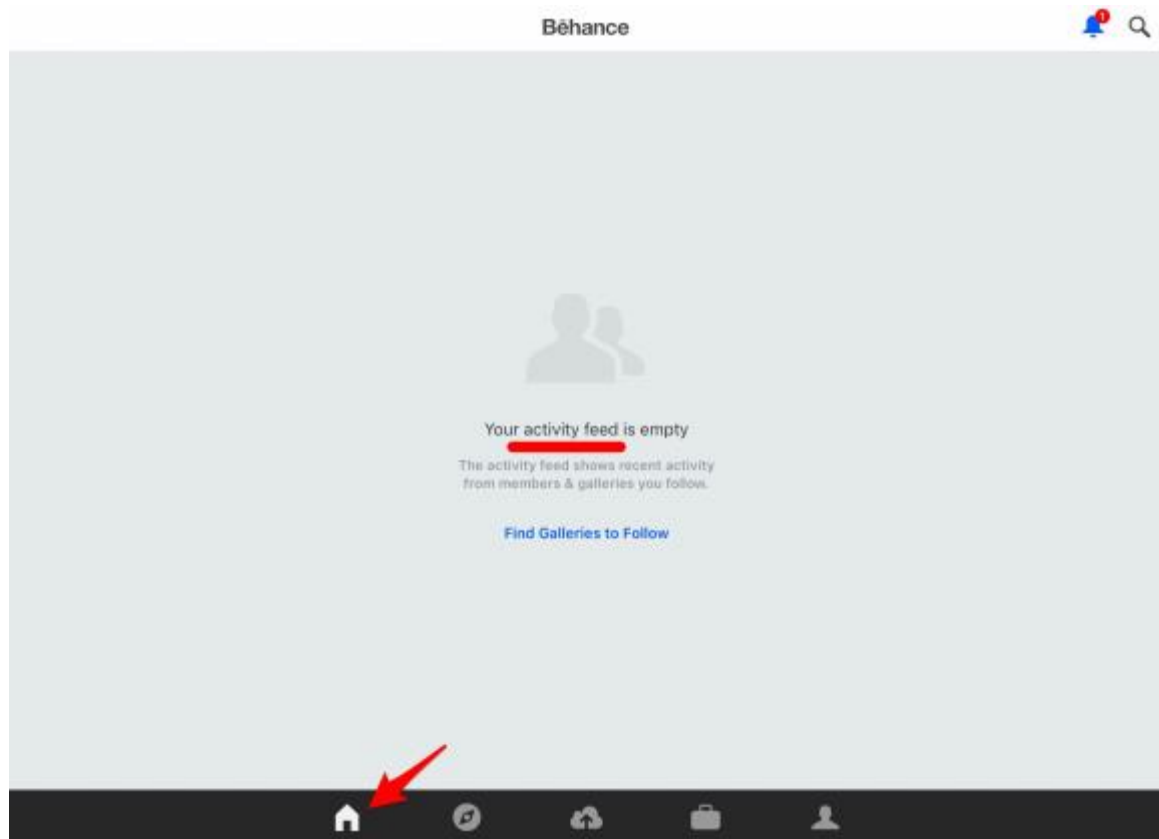 Bēhance
1
Your activity feed is empty
The activity feed shows recent activity
from members & galleries you follow.
Find Galleries to Follow